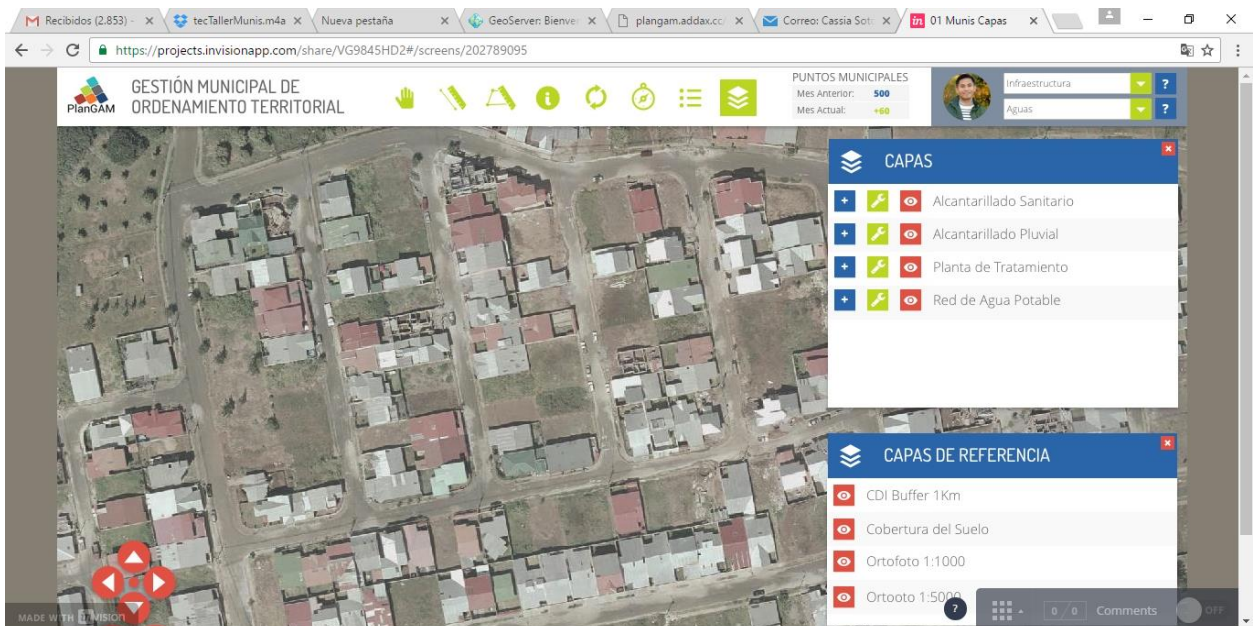 Recibidos (2.853) -
tecTallerMunis.m4a
Nueva pestaña
GeoServer: Bienve
plangam.addax.cc/
Correo: Cassia Sot
01 Munis Capas
https://projects.invisionapp.com/share/VG9845HD2#/screens/202789095
PlanGAM
GESTIÓN MUNICIPAL DE
ORDENAMIENTO TERRITORIAL
PUNTOS MUNICIPALES
Mes Anterior: 500
Mes Actual: +60
Infraestructura
?
Aguas
?
CAPAS
Alcantarillado Sanitario
Alcantarillado Pluvial
Planta de Tratamiento
Red de Agua Potable
CAPAS DE REFERENCIA
CDI Buffer 1Km
Cobertura del Suelo
Ortofoto 1:1000
Ortooto 1:5000
?
0 / 0 Comments
OFF
MADE WITH INVISION